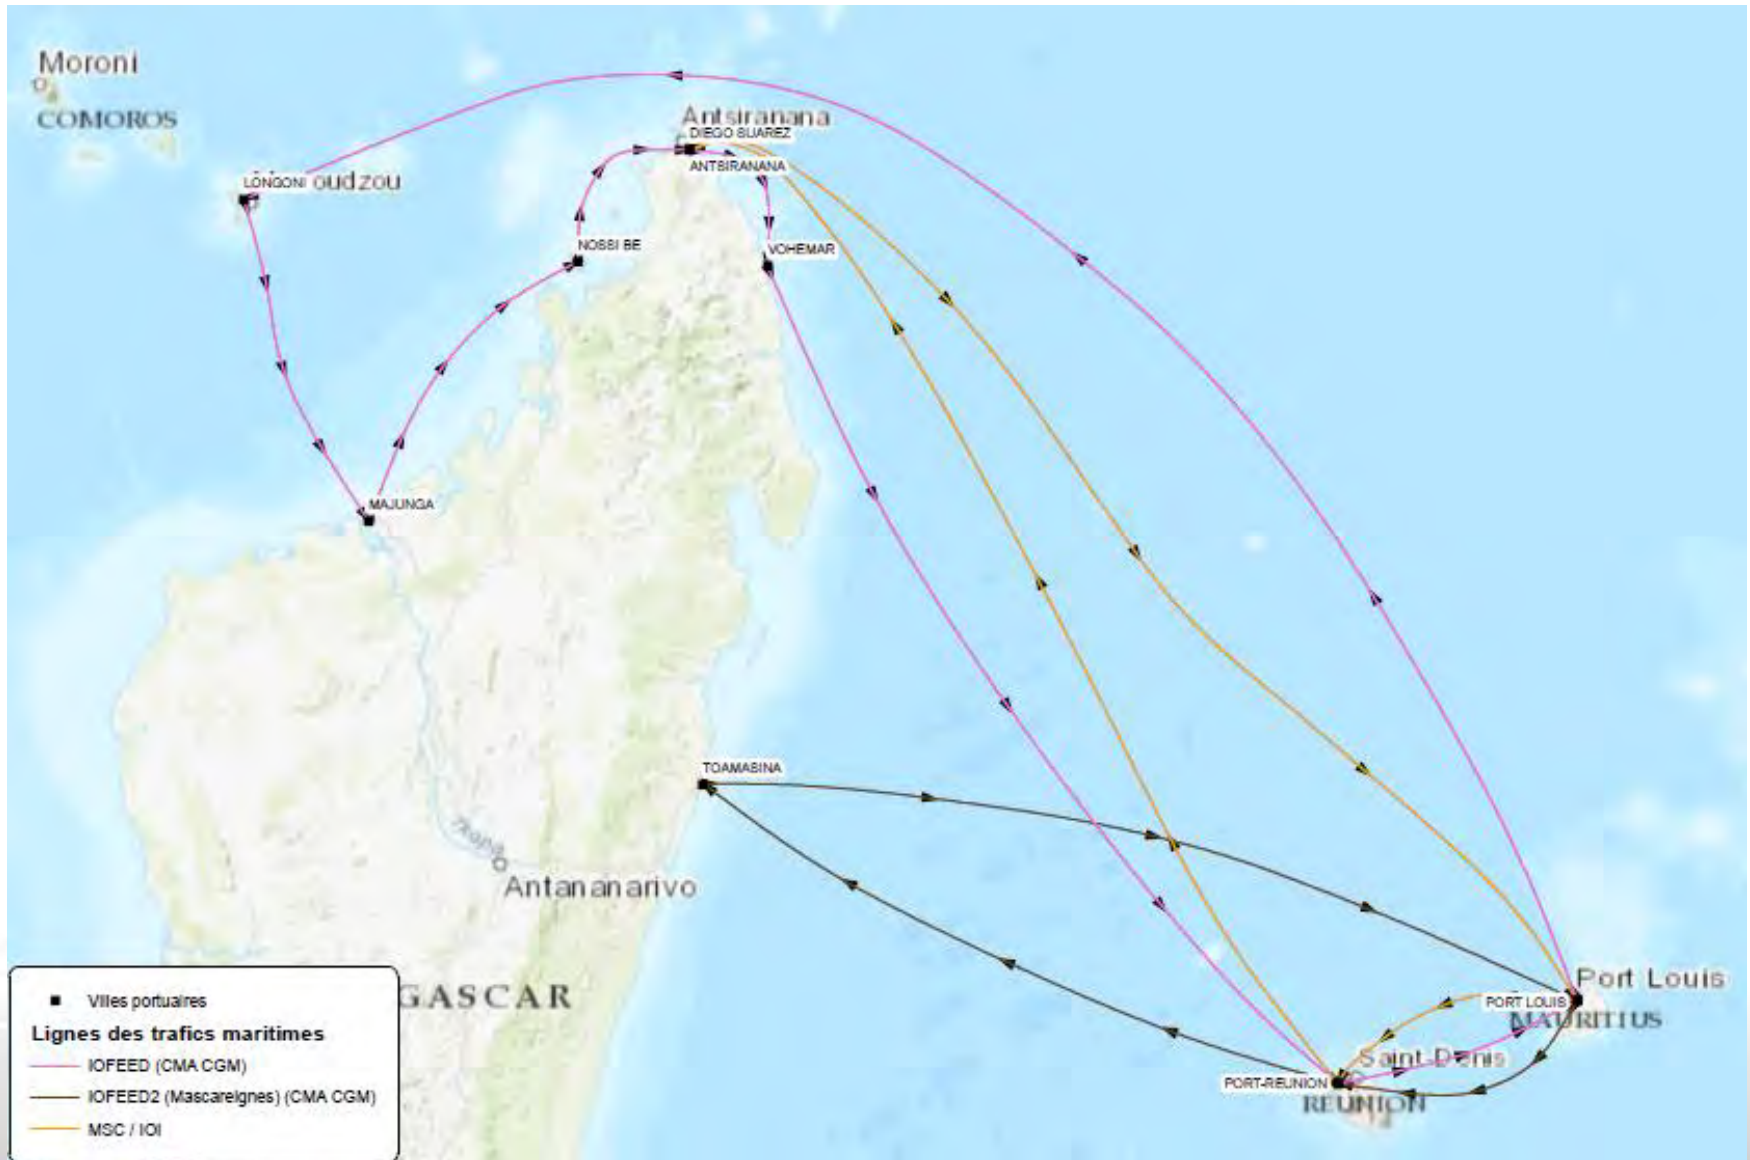 Moroni
COMOROS
Antsiranana
DIEGO SUAREZ
ANTSIRANANA
LONGONI oudzou
NOSSI BE
VOHEMAR
MAJUNGA
TOAMASINA
Antananarivo
GASCAR
Port Louis
PORT LOUIS
MAURITIUS
Saint-Denis
PORT-REUNION
REUNION
Villes portuaires
Lignes des trafics maritimes
IOFEED (CMA CGM)
IOFEED2 (Mascareignes) (CMA CGM)
MSC / IOI